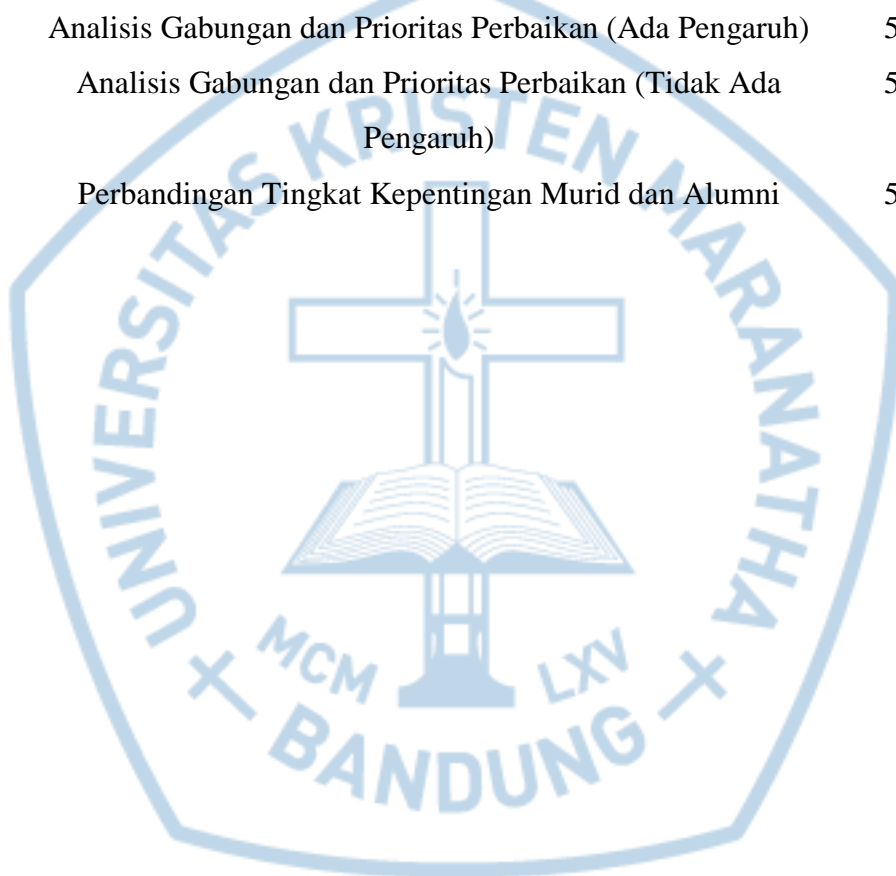 Analisis Gabungan dan Prioritas Perbaikan (Ada Pengaruh) 5
Analisis Gabungan dan Prioritas Perbaikan (Tidak Ada 5
Pengaruh)
Perbandingan Tingkat Kepentingan Murid dan Alumni 5
UNIVERSITAS KRISTEN MARANATHA
MCM LXV
BANDUNG